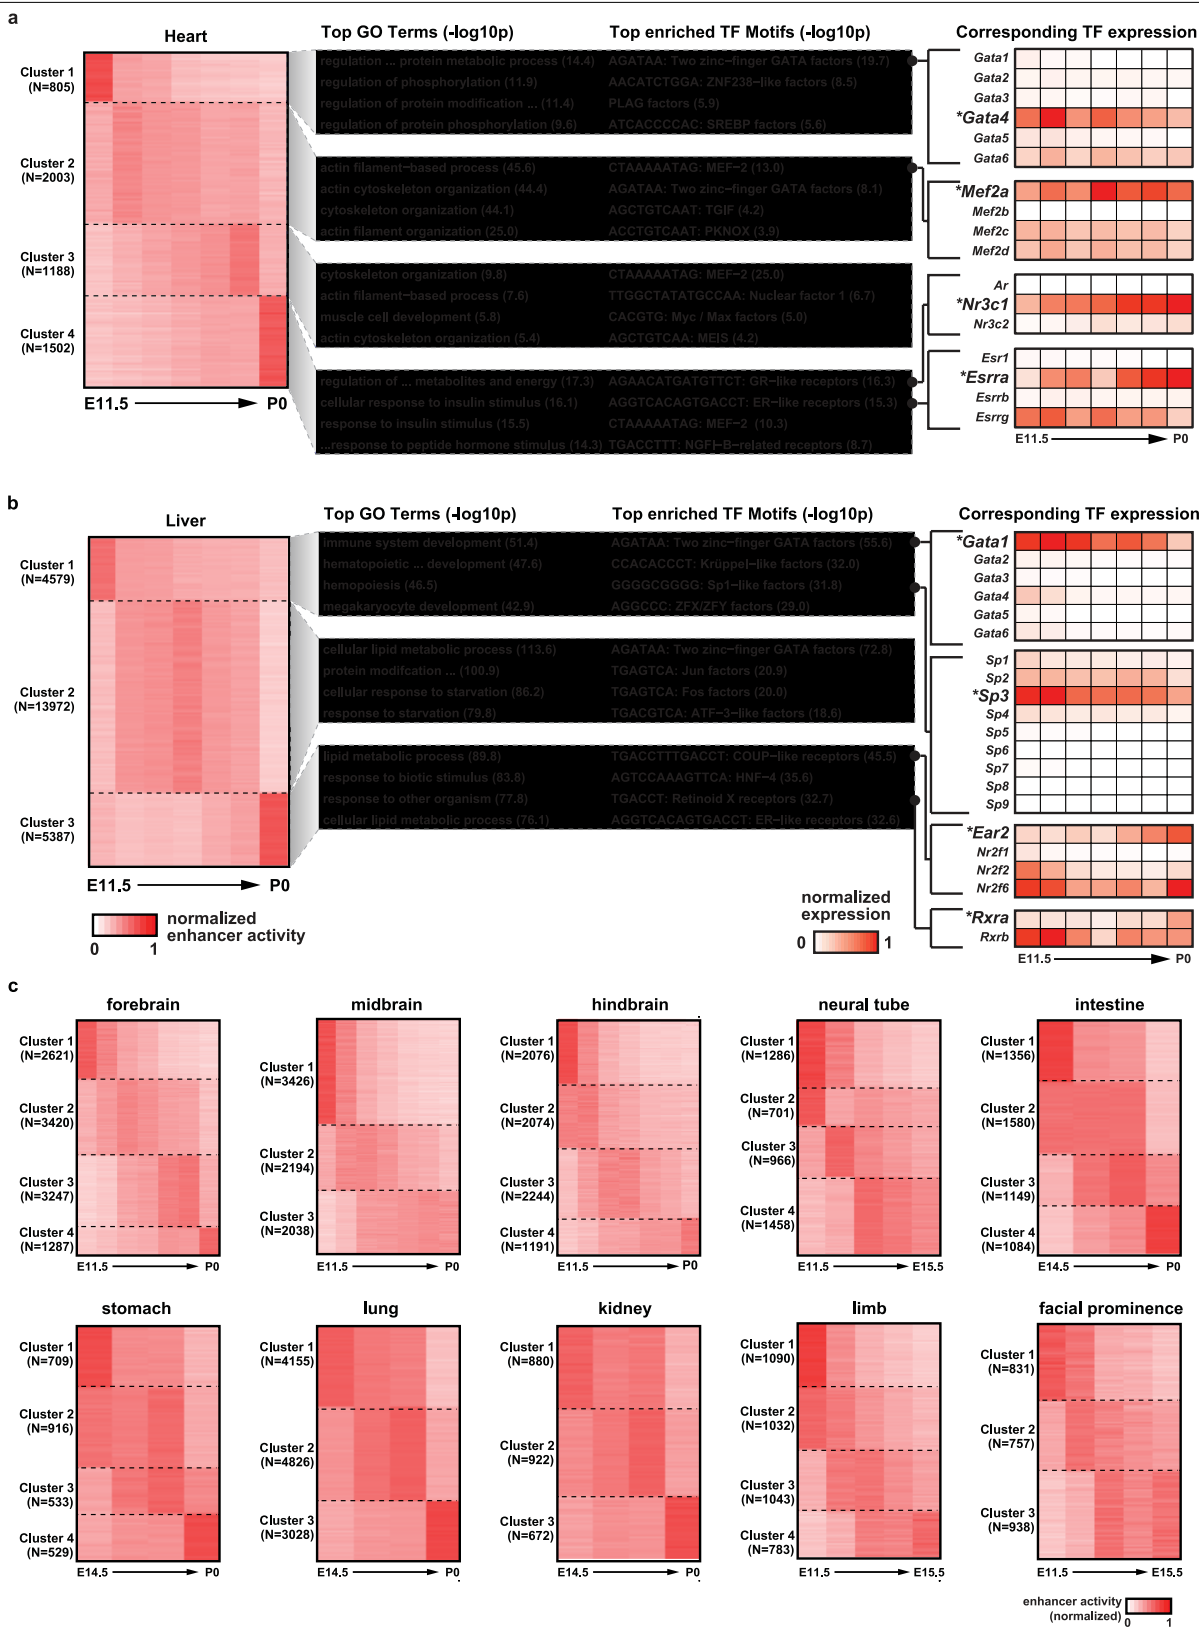 a
Heart
Top GO Terms (-log10p)
Top enriched TF Motifs (-log10p)
Corresponding TF expression
Cluster 1
(N=805)
Cluster 2
(N=2003)
Cluster 3
(N=1188)
Cluster 4
(N=1502)
E11.5
P0
regulation ... protein metabolic process (14.4)
AGATAA: Two zinc−finger GATA factors (19.7)
regulation of phosphorylation (11.9)
AACATCTGGA: ZNF238−like factors (8.5)
regulation of protein modification ... (11.4)
PLAG factors (5.9)
regulation of protein phosphorylation (9.6)
ATCACCCCAC: SREBP factors (5.6)
actin filament−based process (45.6)
CTAAAAATAG: MEF−2 (13.0)
actin cytoskeleton organization (44.4)
AGATAA: Two zinc−finger GATA factors (8.1)
cytoskeleton organization (44.1)
AGCTGTCAAT: TGIF (4.2)
actin filament organization (25.0)
ACCTGTCAAT: PKNOX (3.9)
cytoskeleton organization (9.8)
CTAAAAATAG: MEF−2 (25.0)
actin filament−based process (7.6)
TTGGCTATATGCCAA: Nuclear factor 1 (6.7)
muscle cell development (5.8)
CACGTG: Myc / Max factors (5.0)
actin cytoskeleton organization (5.4)
AGCTGTCAA: MEIS (4.2)
regulation of ... metabolites and energy (17.3)
AGAACATGATGTTCT: GR−like receptors (16,3)
cellular response to insulin stimulus (16.1)
AGGTCACAGTGACCT: ER−like receptors (15.3)
response to insulin stimulus (15.5)
CTAAAAATAG: MEF−2 (10.3)
...response to peptide hormone stimulus (14.3)
TGACCTTT: NGFI−B−related receptors (8.7)
Gata1
Gata2
Gata3
*Gata4
Gata5
Gata6
*Mef2a
Mef2b
Mef2c
Mef2d
Ar
*Nr3c1
Nr3c2
Esr1
*Esrra
Esrrb
Esrrg
E11.5
P0
b
Liver
Top GO Terms (-log10p)
Top enriched TF Motifs (-log10p)
Corresponding TF expression
Cluster 1
(N=4579)
Cluster 2
(N=13972)
Cluster 3
(N=5387)
E11.5
P0
immune system development (51.4)
AGATAA: Two zinc−finger GATA factors (55.6)
hematopoietic ... development (47.6)
CCACACCCT: Krüppel−like factors (32.0)
hemopoiesis (46.5)
GGGGCGGGG: Sp1−like factors (31.8)
megakaryocyte development (42.9)
AGGCCC: ZFX/ZFY factors (29.0)
cellular lipid metabolic process (113.6)
AGATAA: Two zinc−finger GATA factors (72.8)
protein modifcation ... (100.9)
TGAGTCA: Jun factors (20.9)
cellular response to starvation (86.2)
TGAGTCA: Fos factors (20.0)
response to starvation (79,8)
TGACGTCA: ATF−3−like factors (18,6)
lipid metabolic process (89.8)
TGACCTTTGACCT: COUP−like receptors (45,5)
response to biotic stimulus (83.8)
AGTCCAAAGTTCA: HNF−4 (35,6)
response to other organism (77.8)
TGACCT: Retinoid X receptors (32.7)
cellular lipid metabolic process (76.1)
AGGTCACAGTGACCT: ER−like receptors (32.6)
*Gata1
Gata2
Gata3
Gata4
Gata5
Gata6
Sp1
Sp2
*Sp3
Sp4
Sp5
Sp6
Sp7
Sp8
Sp9
*Ear2
Nr2f1
Nr2f2
Nr2f6
*Rxra
Rxrb
E11.5
P0
normalized
enhancer activity
0
1
normalized
expression
0
1
c
forebrain
Cluster 1
(N=2621)
Cluster 2
(N=3420)
Cluster 3
(N=3247)
Cluster 4
(N=1287)
E11.5
P0
midbrain
Cluster 1
(N=3426)
Cluster 2
(N=2194)
Cluster 3
(N=2038)
E11.5
P0
hindbrain
Cluster 1
(N=2076)
Cluster 2
(N=2074)
Cluster 3
(N=2244)
Cluster 4
(N=1191)
E11.5
P0
neural tube
Cluster 1
(N=1286)
Cluster 2
(N=701)
Cluster 3
(N=966)
Cluster 4
(N=1458)
E11.5
E15.5
intestine
Cluster 1
(N=1356)
Cluster 2
(N=1580)
Cluster 3
(N=1149)
Cluster 4
(N=1084)
E14.5
P0
stomach
Cluster 1
(N=709)
Cluster 2
(N=916)
Cluster 3
(N=533)
Cluster 4
(N=529)
E14.5
P0
lung
Cluster 1
(N=4155)
Cluster 2
(N=4826)
Cluster 3
(N=3028)
E14.5
P0
kidney
Cluster 1
(N=880)
Cluster 2
(N=922)
Cluster 3
(N=672)
E14.5
P0
limb
Cluster 1
(N=1090)
Cluster 2
(N=1032)
Cluster 3
(N=1043)
Cluster 4
(N=783)
E11.5
E15.5
facial prominence
Cluster 1
(N=831)
Cluster 2
(N=757)
Cluster 3
(N=938)
E11.5
E15.5
enhancer activity
(normalized)
0
1